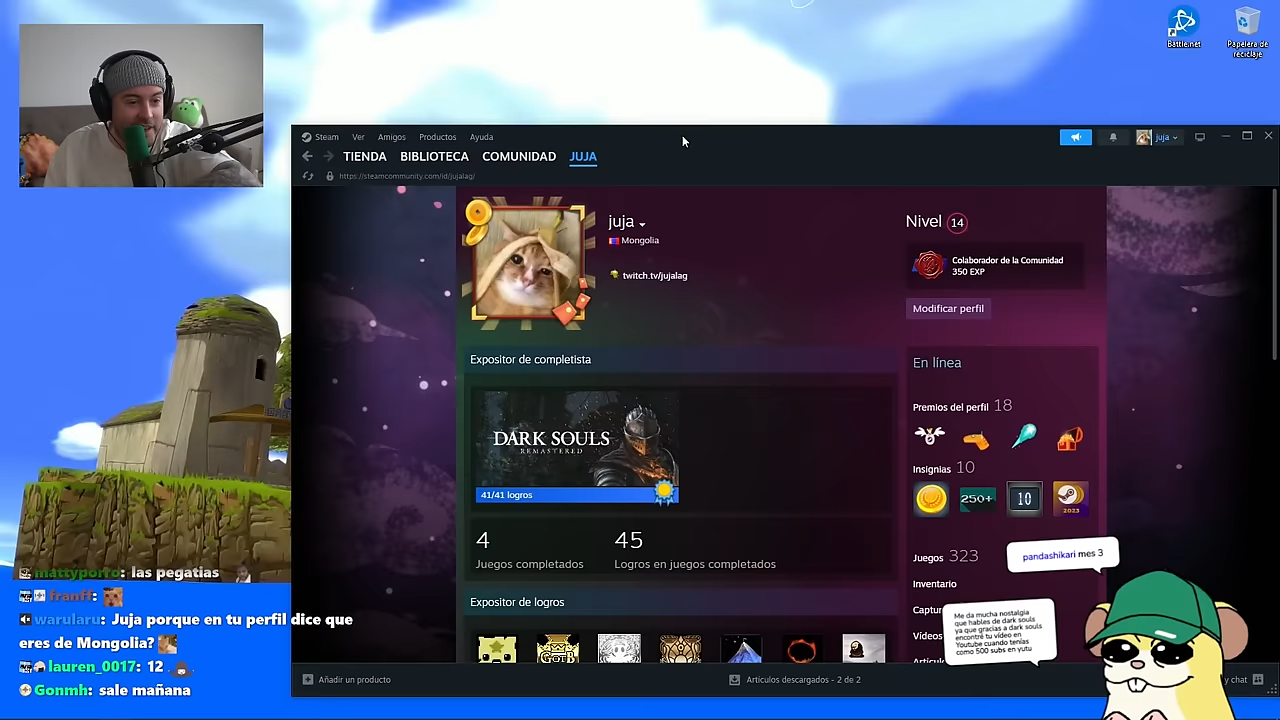 Battle.net
Papelera de
reciclaje
Steam Ver Amigos Productos Ayuda
juja
TIENDA BIBLIOTECA COMUNIDAD JUJA
https://steamcommunity.com/id/jujalag/
juja
Mongolia
twitch.tv/jujalag
Nivel 14
Colaborador de la Comunidad
350 EXP
Modificar perfil
Expositor de completista
DARK SOULS
REMASTERED
41/41 logros
4
Juegos completados
45
Logros en juegos completados
Expositor de logros
En línea
Premios del perfil 18
Insignias 10
250+
10
2023
Juegos 323
Inventario
Captur
Vídeos
pandashikari mes 3
Me da mucha nostalgia
que hables de dark souls
ya que gracias a dark souls
encontré tu vídeo en
Youtube cuando tenías
como 500 subs en yutu
mattyporro: las pegatias
franff:
warularu: Juja porque en tu perfil dice que
eres de Mongolia?
lauren_0017: 12
Gonmh: sale mañana
Añadir un producto
Artículos descargados - 2 de 2
y chat